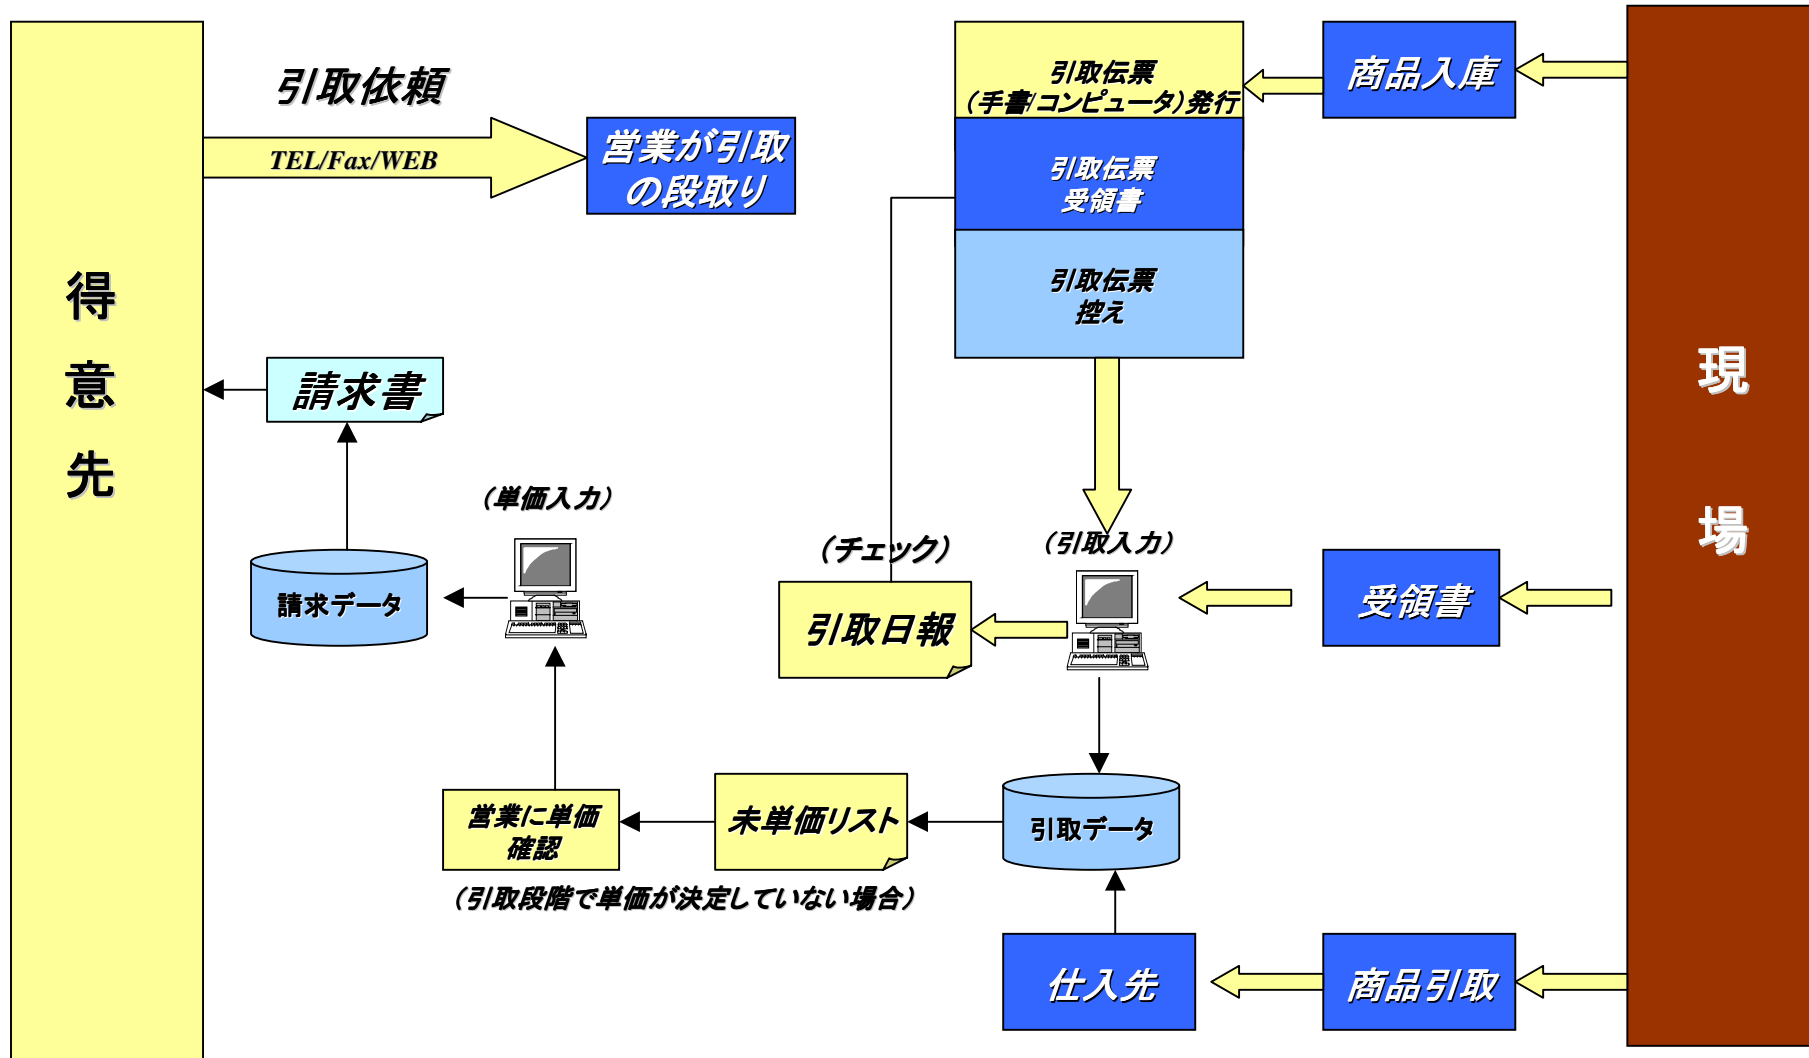 得
意
先
引取依頼
TEL/Fax/WEB
営業が引取
の段取り
引取伝票
（手書/コンピュータ）発行
引取伝票
受領書
引取伝票
控え
商品入庫
現
場
請求書
（単価入力）
請求データ
（チェック）
引取日報
（引取入力）
受領書
営業に単価
確認
未単価リスト
引取データ
（引取段階で単価が決定していない場合）
仕入先
商品引取